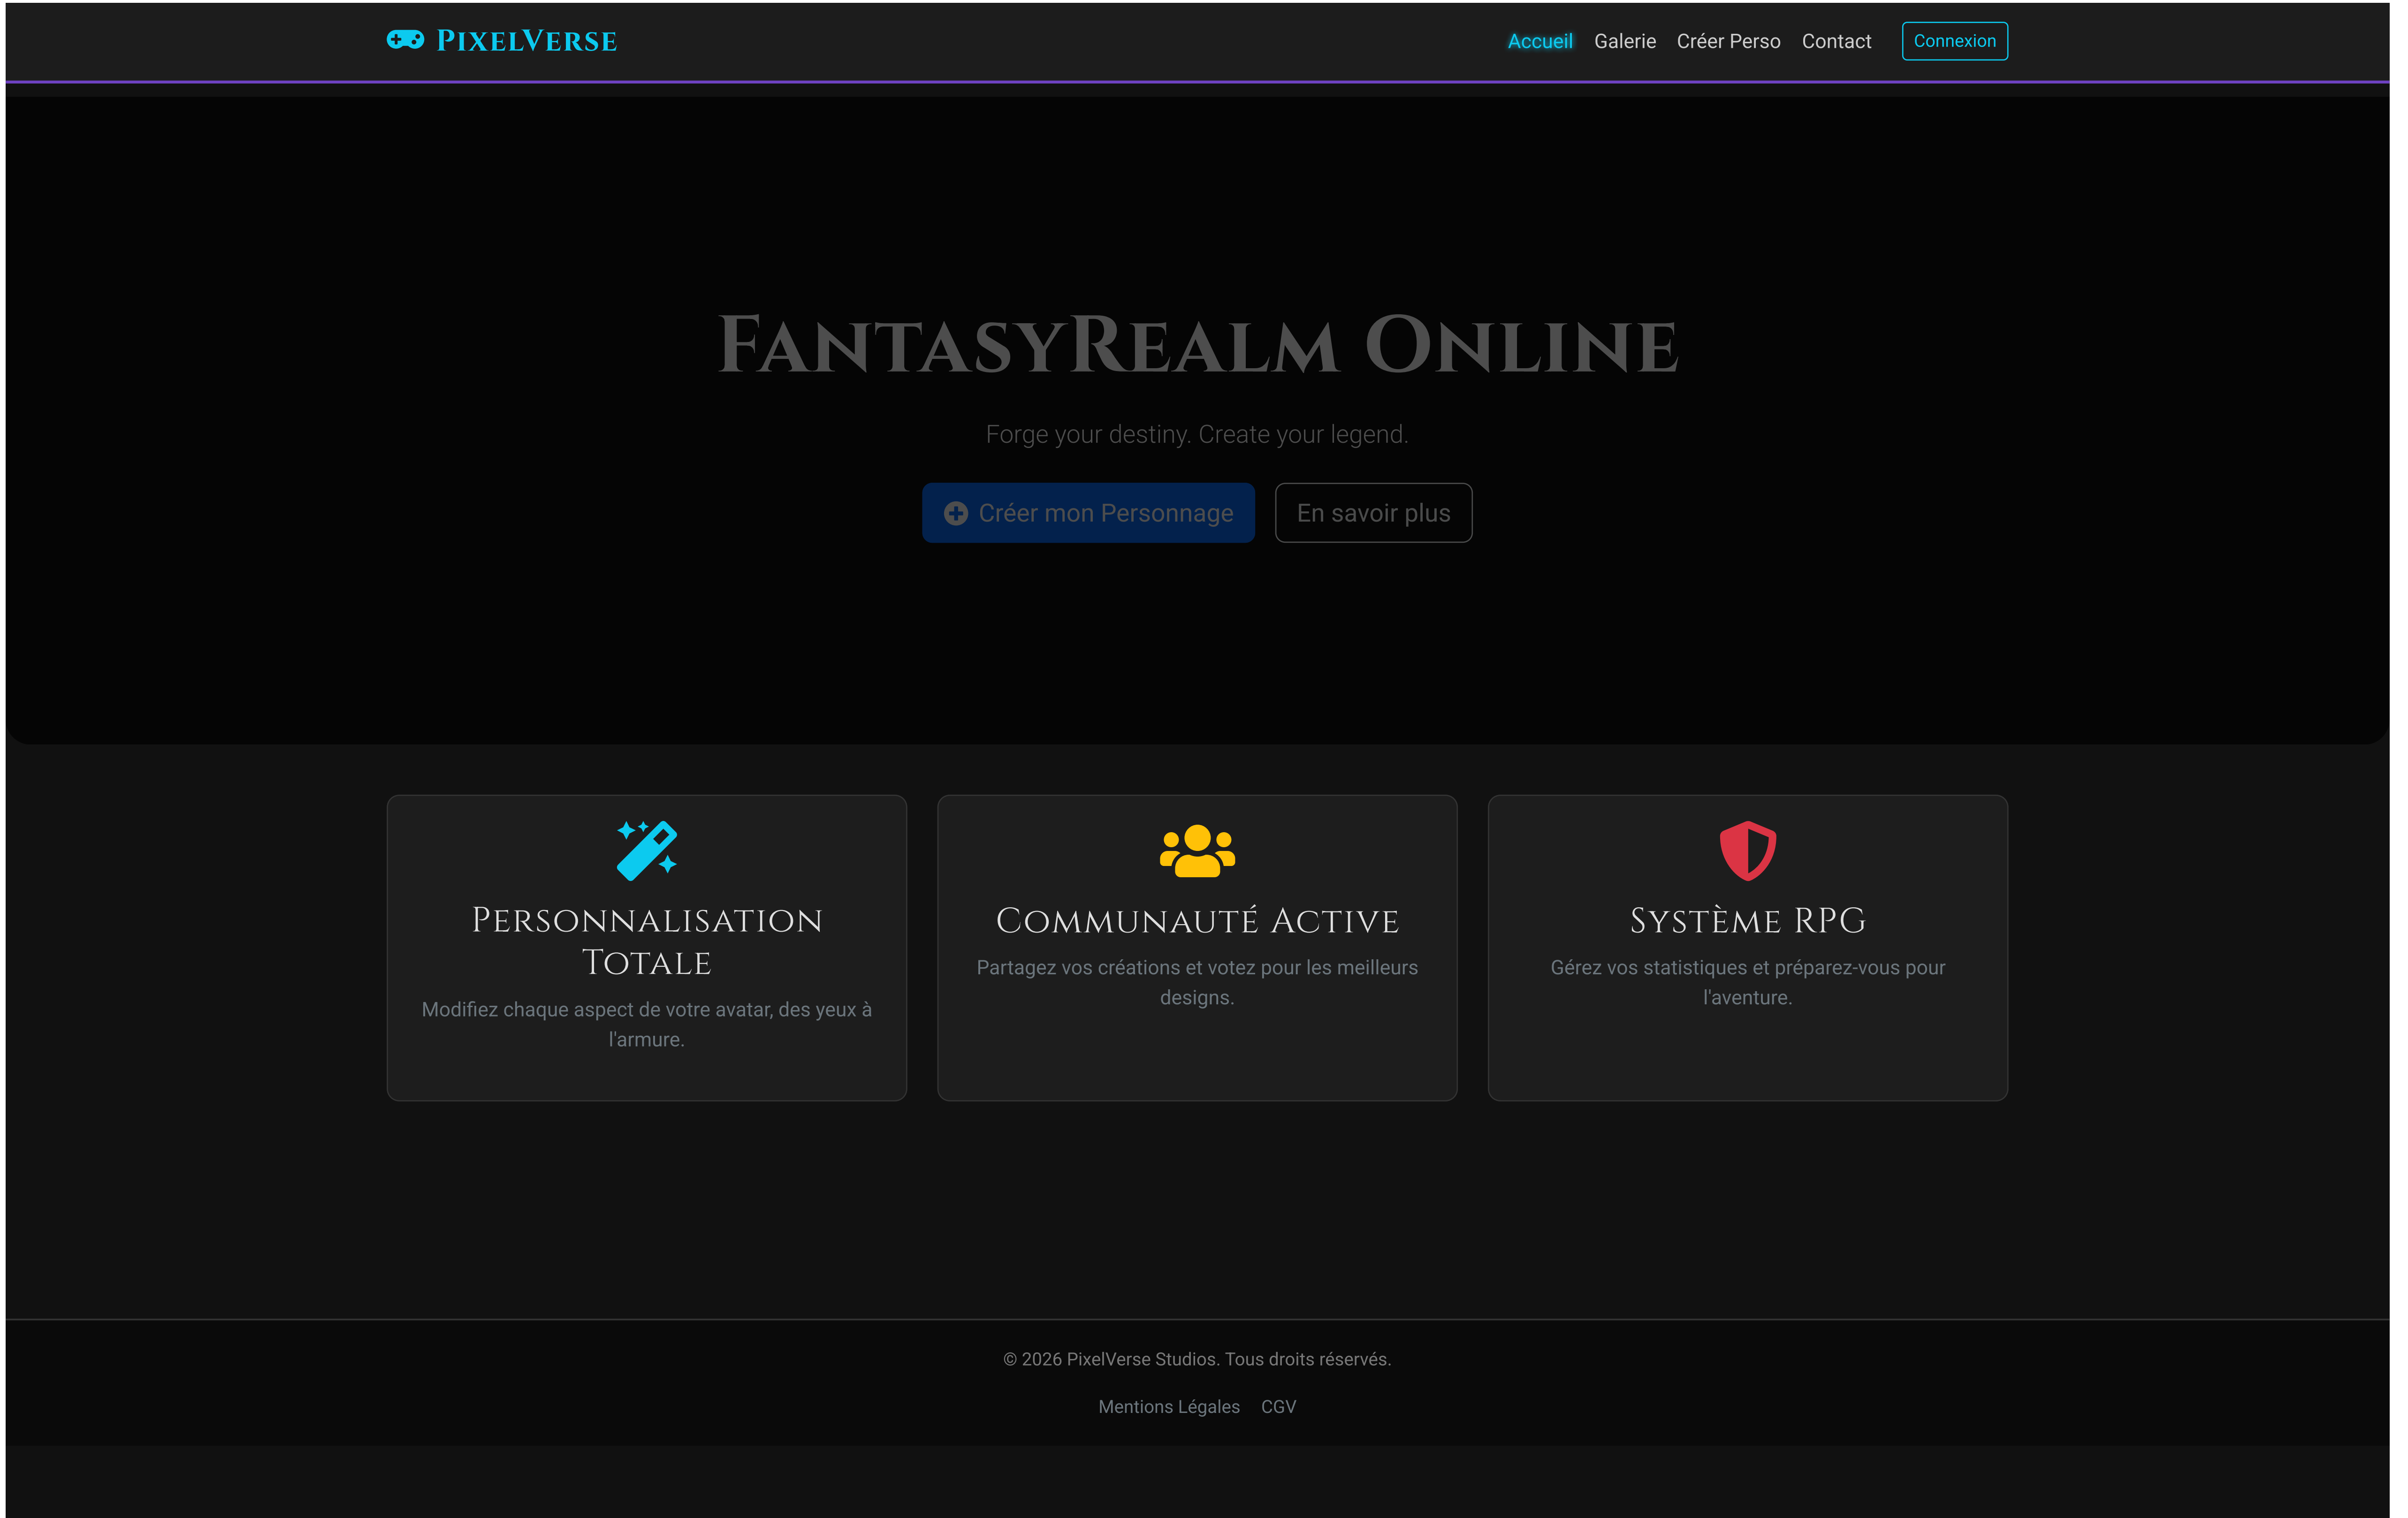 PixelVerse
Accueil Galerie Créer Perso Contact Connexion
FantasyRealm Online
Forge your destiny. Create your legend.
Créer mon Personnage En savoir plus
Personnalisation
Totale
Modifiez chaque aspect de votre avatar, des yeux à
l'armure.
Communauté Active
Partagez vos créations et votez pour les meilleurs
designs.
Système RPG
Gérez vos statistiques et préparez-vous pour
l'aventure.
© 2026 PixelVerse Studios. Tous droits réservés.
Mentions Légales CGV